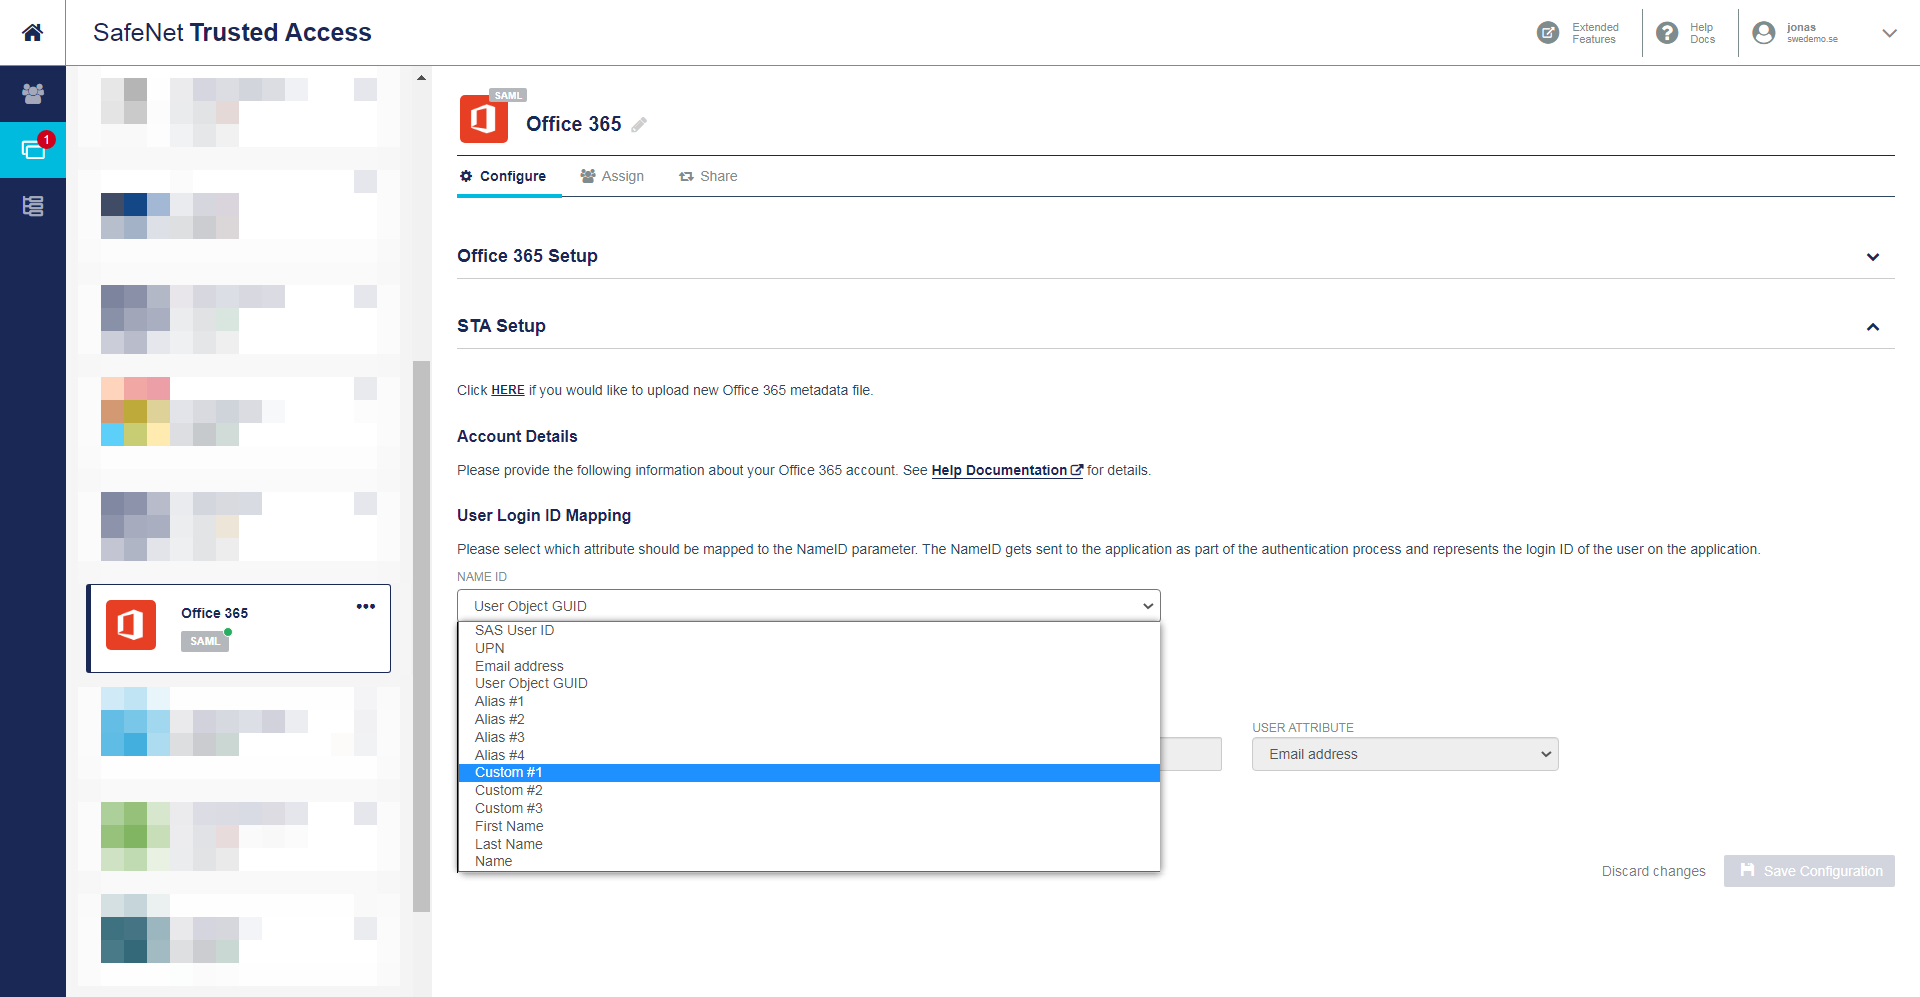 SafeNet Trusted Access
Extended
Features
Help
Docs
jonas
swedemo.se
1
SAML
Office 365
Configure
Assign
Share
Office 365 Setup
STA Setup
Click HERE if you would like to upload new Office 365 metadata file.
Account Details
Please provide the following information about your Office 365 account. See Help Documentation for details.
User Login ID Mapping
Please select which attribute should be mapped to the NameID parameter. The NameID gets sent to the application as part of the authentication process and represents the login ID of the user on the application.
NAME ID
User Object GUID
SAS User ID
UPN
Email address
User Object GUID
Alias #1
Alias #2
Alias #3
Alias #4
Custom #1
Custom #2
Custom #3
First Name
Last Name
Name
USER ATTRIBUTE
Email address
Discard changes
Save Configuration
Office 365
SAML